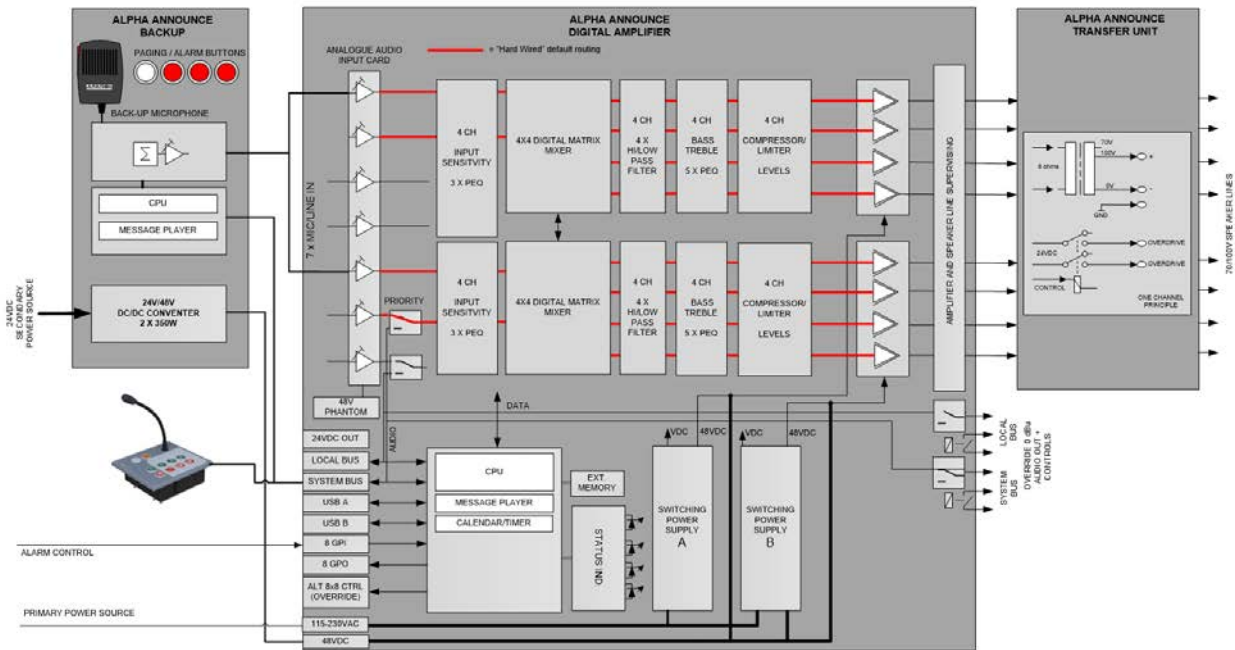 ALPHA ANNOUNCE
BACKUP
PAGING / ALARM BUTTONS
BACK-UP MICROPHONE
Σ
CPU
MESSAGE PLAYER
24V/48V
DC/DC CONVENTER
2 X 350W
24VDC
SECONDARY
POWER SOURCE
ALARM CONTROL
PRIMARY POWER SOURCE
ALPHA ANNOUNCE
DIGITAL AMPLIFIER
ANALOGUE AUDIO
INPUT CARD
= "Hard Wired" default routing
7 x MIC/LINE IN
4 CH
INPUT
SENSITVITY
3 X PEQ
4X4 DIGITAL MATRIX
MIXER
4 CH
4 X
HI/LOW
PASS
FILTER
4 CH
BASS
TREBLE
5 X PEQ
4 CH
COMPRESSOR/
LIMITER
LEVELS
4 CH
INPUT
SENSITVITY
3 X PEQ
4X4 DIGITAL MATRIX
MIXER
4 CH
4 X
HI/LOW
PASS
FILTER
4 CH
BASS
TREBLE
5 X PEQ
4 CH
COMPRESSOR/
LIMITER
LEVELS
AMPLIFIER AND SPEAKER LINE SUPERVISING
PRIORITY
48V
PHANTOM
AUDIO
DATA
24VDC OUT
LOCAL BUS
SYSTEM BUS
USB A
USB B
8 GPI
8 GPO
ALT 8x8 CTRL
(OVERRIDE)
115-230VAC
48VDC
CPU
MESSAGE PLAYER
CALENDAR/TIMER
EXT.
MEMORY
STATUS IND.
VDC
48VDC
VDC
48VDC
SWITCHING
POWER
SUPPLY
A
SWITCHING
POWER
SUPPLY
B
LOCAL
BUS
SYSTEM
BUS
OVERRIDE 0 dBu
AUDIO OUT +
CONTROLS
ALPHA ANNOUNCE
TRANSFER UNIT
8 ohms
70V
100V
+
0V
-
GND
24VDC
OVERDRIVE
OVERDRIVE
CONTROL
ONE CHANNEL
PRINCIPLE
70/100V SPEAKER LINES